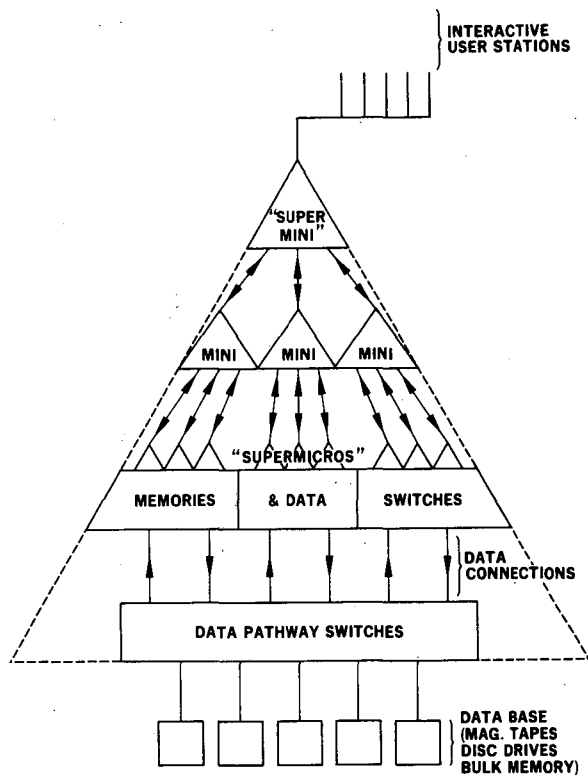 INTERACTIVE
USER STATIONS
"SUPER
MINI"
MINI MINI MINI
"SUPERMICROS"
MEMORIES & DATA SWITCHES
DATA
CONNECTIONS
DATA PATHWAY SWITCHES
DATA BASE
(MAG. TAPES
DISC DRIVES
BULK MEMORY)